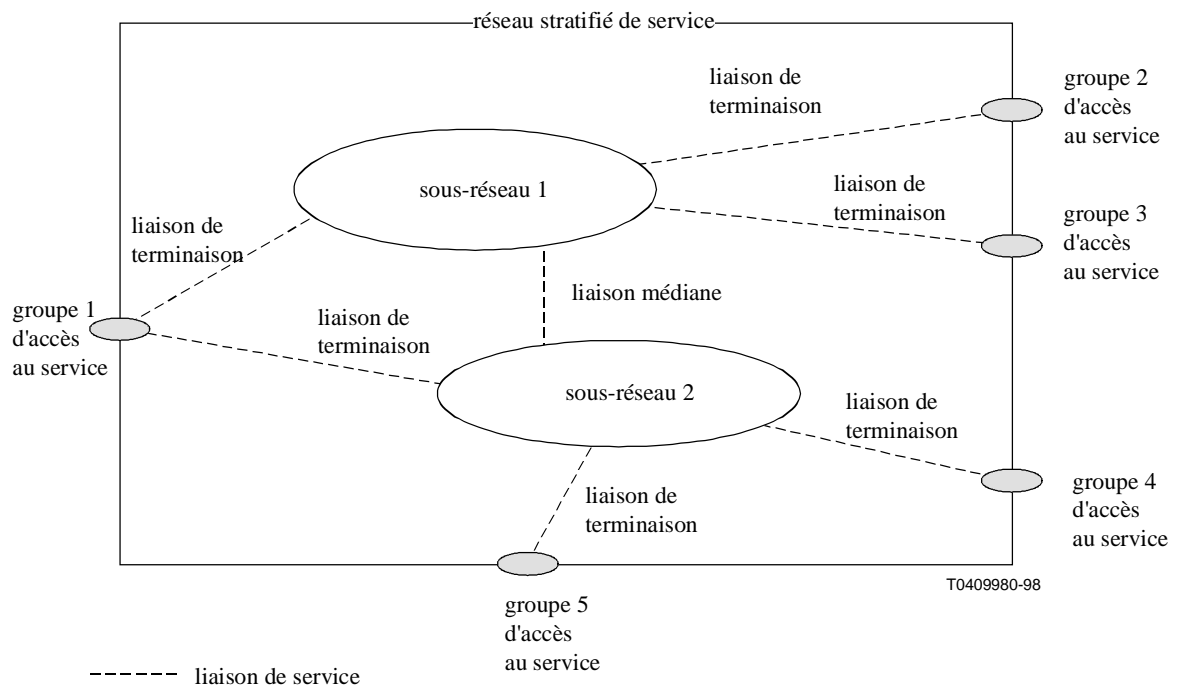 réseau stratifié de service
liaison de
terminaison
groupe 2
d'accès
au service
sous-réseau 1
liaison de
terminaison
groupe 3
d'accès
au service
liaison de
terminaison
liaison médiane
groupe 1
d'accès
au service
liaison de
terminaison
sous-réseau 2
liaison de
terminaison
groupe 4
d'accès
au service
liaison de
terminaison
T0409980-98
groupe 5
d'accès
au service
liaison de service